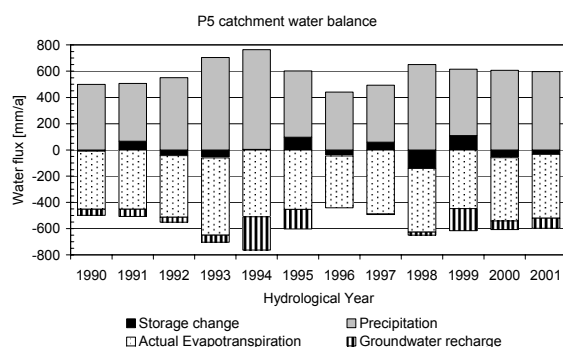 P5 catchment water balance
800
600
400
200
0
-200
-400
-600
-800
Water flux [mm/a]
1990 1991 1992 1993 1994 1995 1996 1997 1998 1999 2000 2001
Hydrological Year
Storage change Precipitation
Actual Evapotranspiration Groundwater recharge